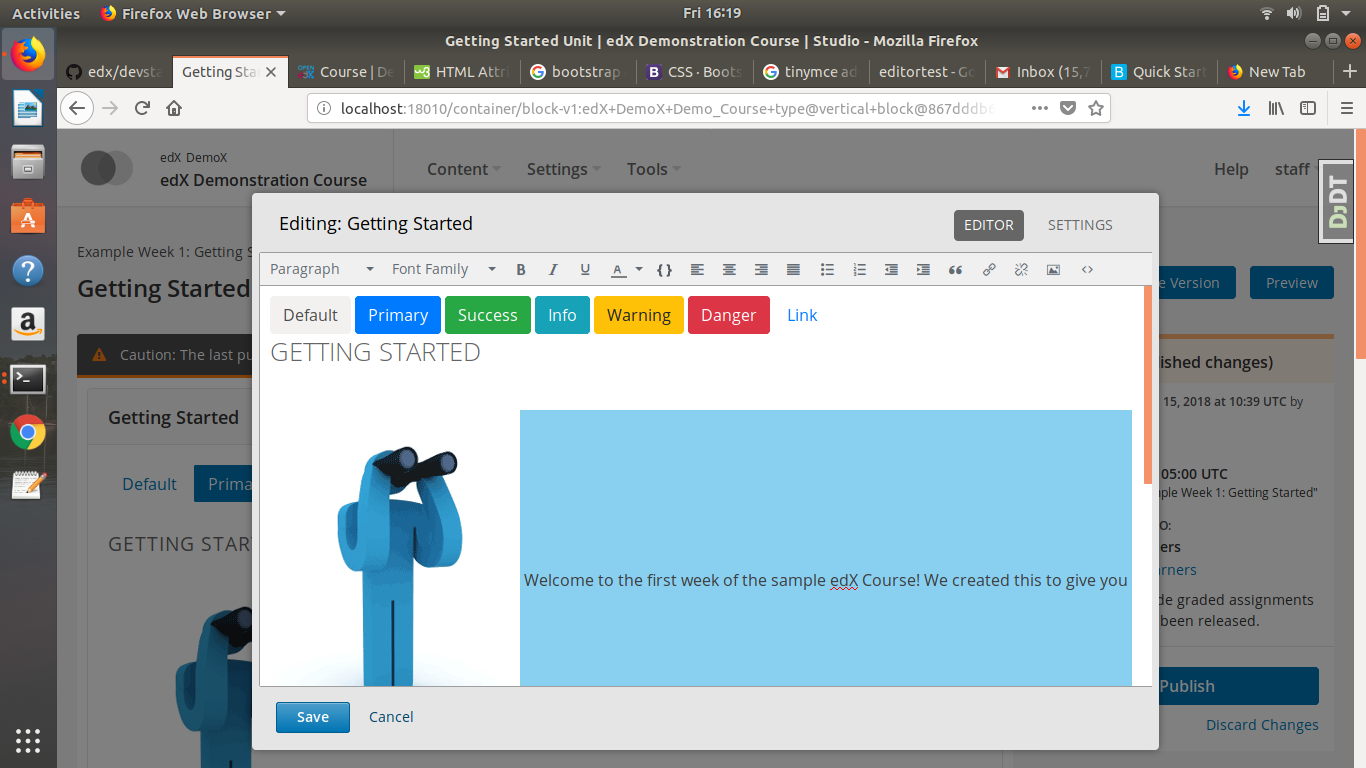 Activities Firefox Web Browser Fri 16:19
Getting Started Unit | edX Demonstration Course | Studio - Mozilla Firefox
edx/devsta Getting Star Course | De HTML Attri bootstrap CSS · Boots tinymce ad editortest - Go Inbox (15,7 Quick Start New Tab
localhost:18010/container/block-v1:edX+DemoX+Demo_Course+type@vertical+block@867dddb
edX DemoX
edX Demonstration Course
Content Settings Tools Help staff
DjDT
Editing: Getting Started
EDITOR SETTINGS
Example Week 1: Getting S
Getting Started
Version Preview
Paragraph Font Family B I U A {} <>
Default Primary Success Info Warning Danger Link
GETTING STARTED
Caution: The last pu
ished changes)
15, 2018 at 10:39 UTC by
Getting Started
05:00 UTC
ple Week 1: Getting Started"
Default Prima
GETTING STAR
O:
ers
arners
Welcome to the first week of the sample edX Course! We created this to give you
de graded assignments
been released.
Publish
Discard Changes
Save Cancel